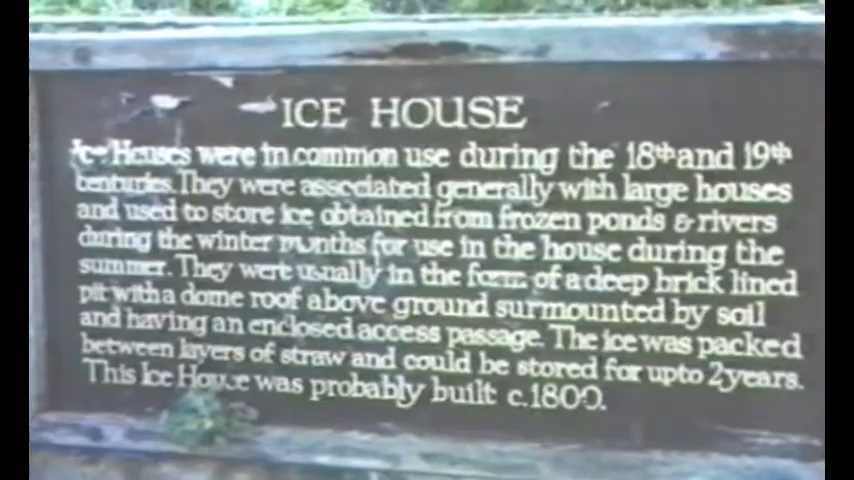 ICE HOUSE
Ice Houses were in common use during the 18th and 19th
centuries. They were associated generally with large houses
and used to store ice obtained from frozen ponds & rivers
during the winter months for use in the house during the
summer. They were usually in the form of a deep brick lined
pit with a dome roof above ground surmounted by soil
and having an enclosed access passage. The ice was packed
between layers of straw and could be stored for upto 2 years.
This Ice House was probably built c.1800.